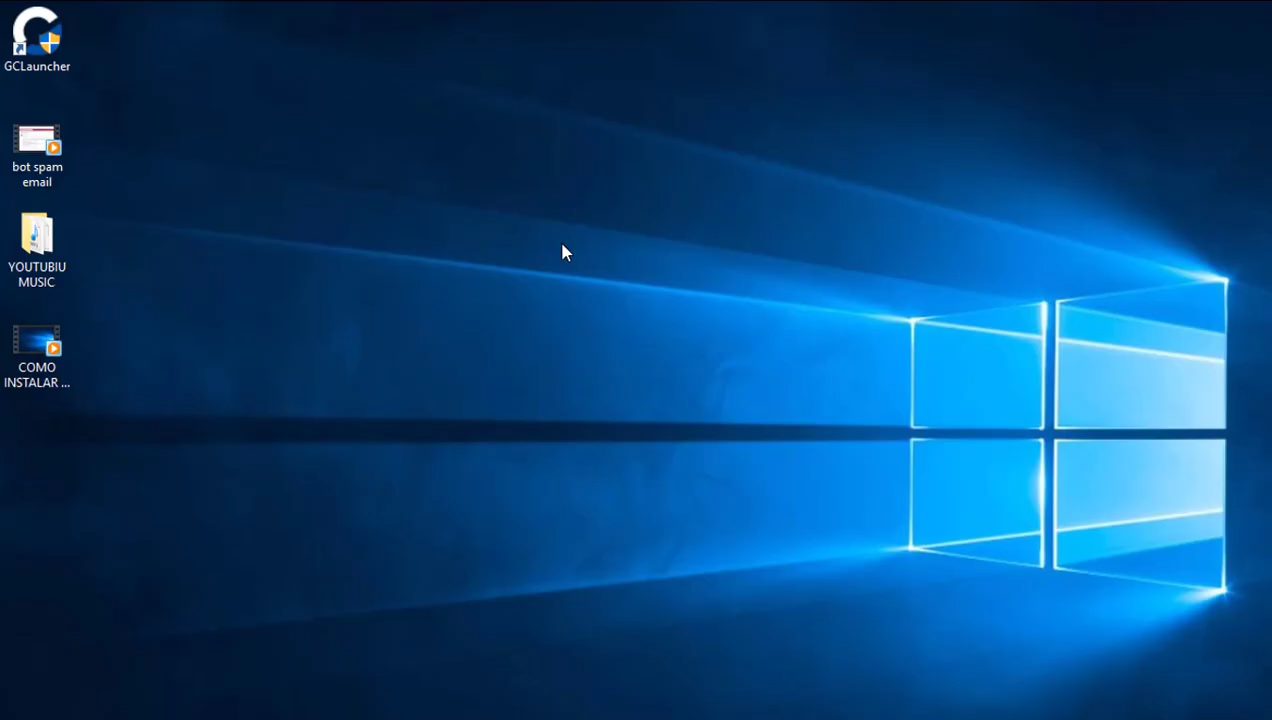 GCLauncher
bot spam
email
YOUTUBIU
MUSIC
COMO
INSTALAR ...